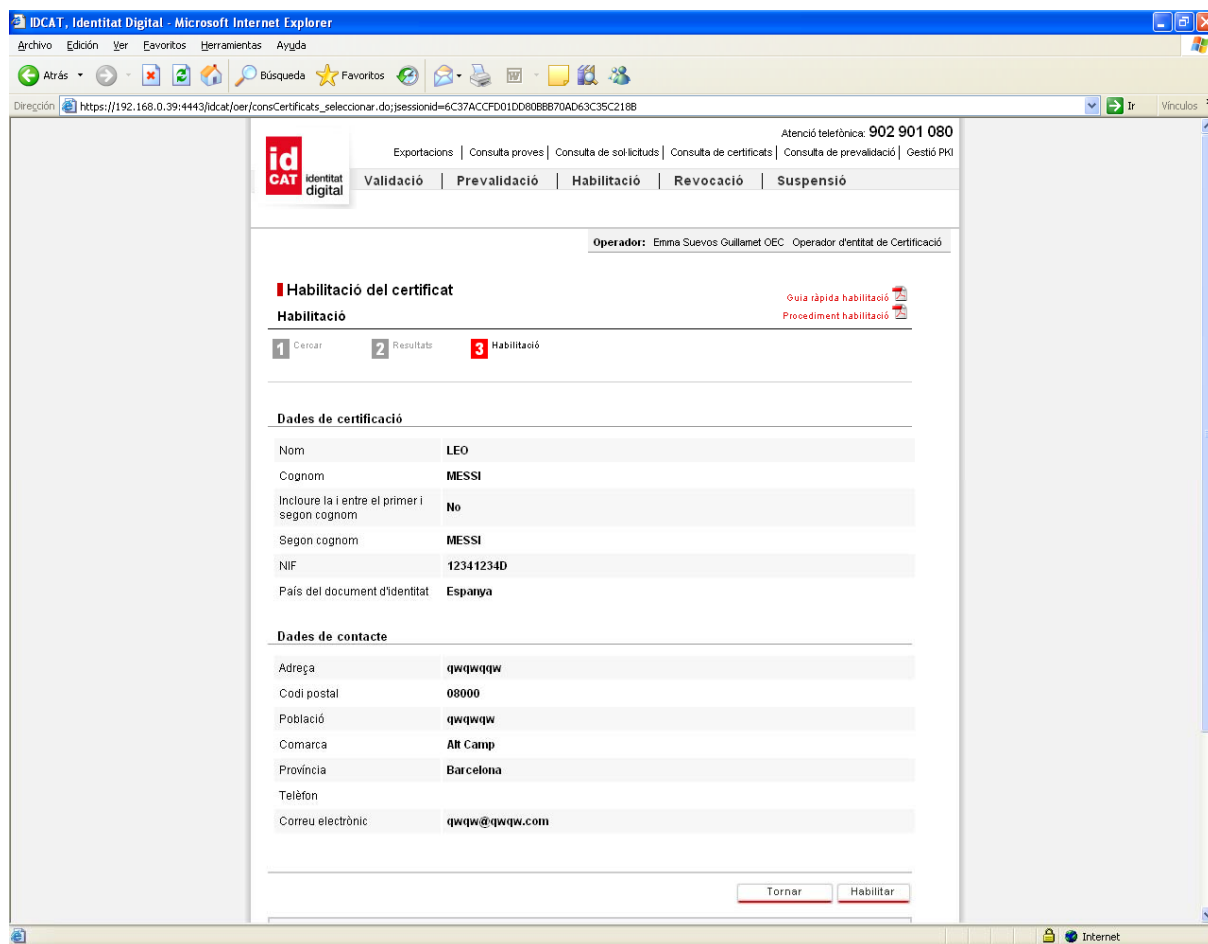 IDCAT, Identitat Digital - Microsoft Internet Explorer
Archivo Edición Ver Favoritos Herramientas Ayuda
Atrás Búsqueda Favoritos
Dirección https://192.168.0.39:4443/idcat/oer/consCertificats_seleccionar.do;jsessionid=6C37ACCFD01DD80BBB70AD63C35C218B Ir Vínculos
Atenció telefònica: 902 901 080
Exportacions | Consulta proves | Consulta de sol·licituds | Consulta de certificats | Consulta de prevalidació | Gestió PKI
id
CAT identitat
digital
Validació | Prevalidació | Habilitació | Revocació | Suspensió
Operador: Emma Suevos Guillamet OEC Operador d'entitat de Certificació
Habilitació del certificat
Guia ràpida habilitació
Habilitació
Procediment habilitació
1 Cercar 2 Resultats 3 Habilitació
Dades de certificació
Nom LEO
Cognom MESSI
Incloure la i entre el primer i
segon cognom No
Segon cognom MESSI
NIF 12341234D
País del document d'identitat Espanya
Dades de contacte
Adreça qwqwqqw
Codi postal 08000
Població qwqwqw
Comarca Alt Camp
Província Barcelona
Telèfon
Correu electrònic qwqw@qwqw.com
Tornar Habilitar
Internet